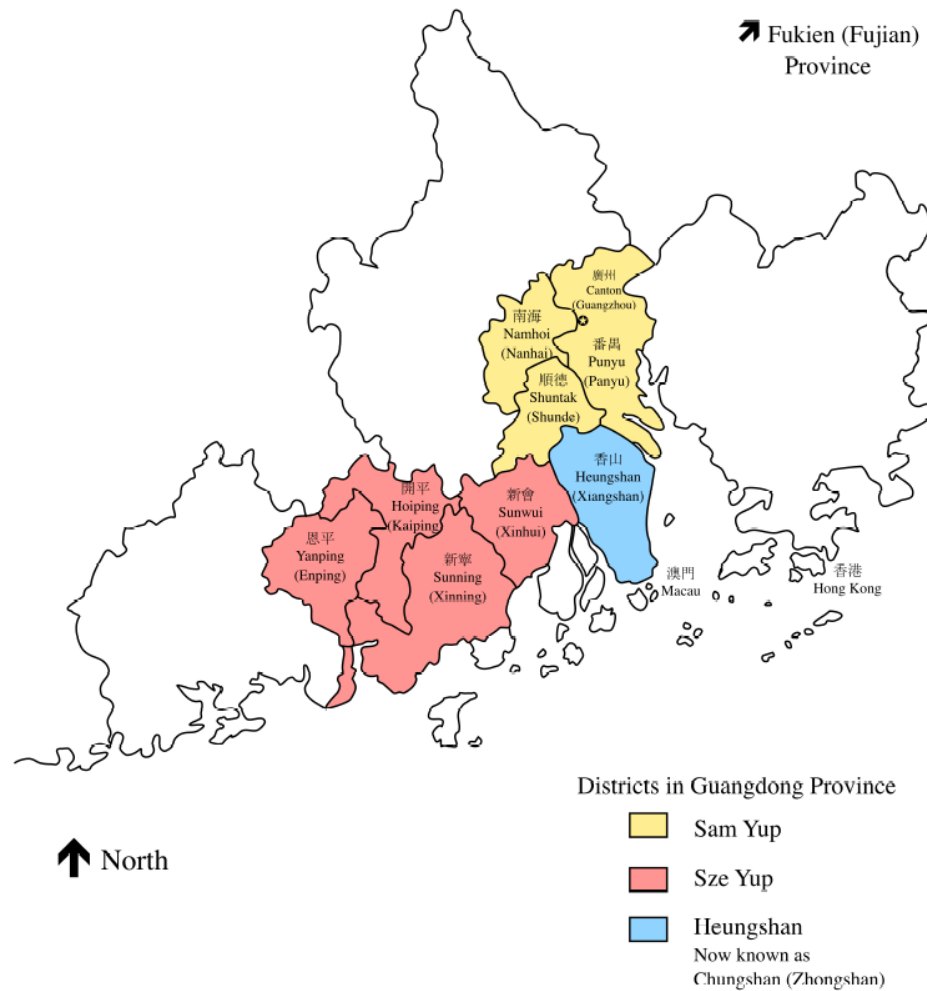 Fukien (Fujian)
Province
廣州
Canton
(Guangzhou)
南海
Namhoi
(Nanhai)
番禺
Punyu
(Panyu)
順德
Shuntak
(Shunde)
香山
Heungshan
(Xiangshan)
開平
Hoiping
(Kaiping)
新會
Sunwui
(Xinhui)
恩平
Yanping
(Enping)
新寧
Sunning
(Xinning)
澳門
Macau
香港
Hong Kong
Districts in Guangdong Province
Sam Yup
Sze Yup
Heungshan
Now known as
Chungshan (Zhongshan)
North